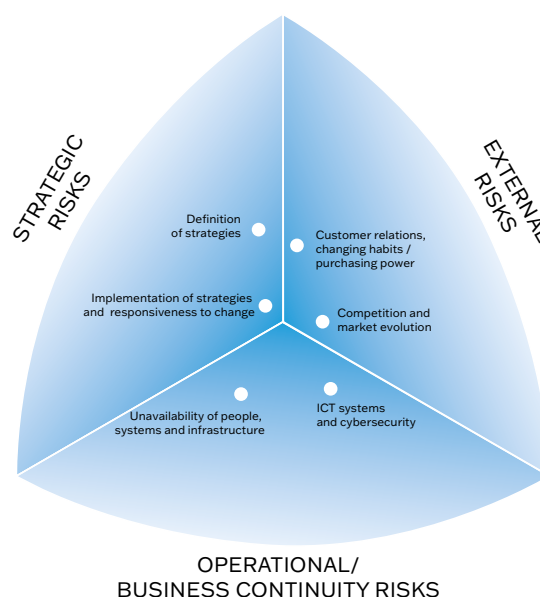 STRATEGIC
RISKS
EXTERNAL
RISKS
Definition
of strategies
Customer relations,
changing habits /
purchasing power
Implementation of strategies
and responsiveness to change
Competition and
market evolution
Unavailability of people,
systems and infrastructure
ICT systems
and cybersecurity
OPERATIONAL/
BUSINESS CONTINUITY RISKS